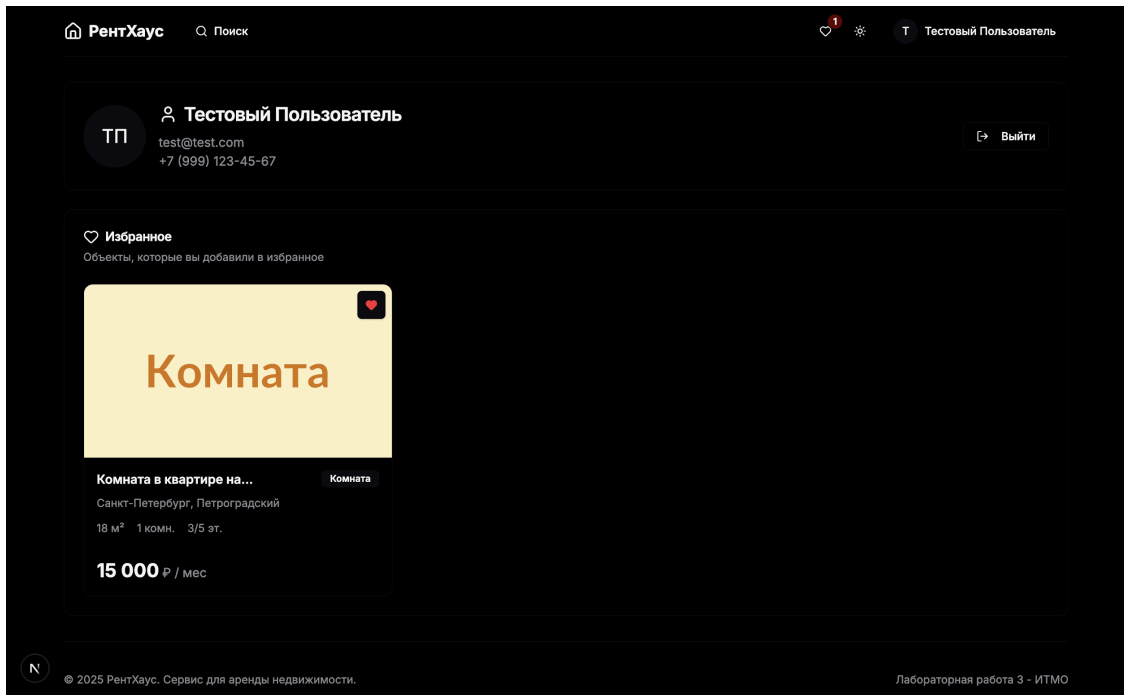 РентХаус
Поиск
1
Т Тестовый Пользователь
ТП
Тестовый Пользователь
test@test.com
+7 (999) 123-45-67
Выйти
Избранное
Объекты, которые вы добавили в избранное
Комната
Комната в квартире на...
Комната
Санкт-Петербург, Петроградский
18 м² 1 комн. 3/5 эт.
15 000 ₽ / мес
N
© 2025 РентХаус. Сервис для аренды недвижимости.
Лабораторная работа 3 - ИТМО